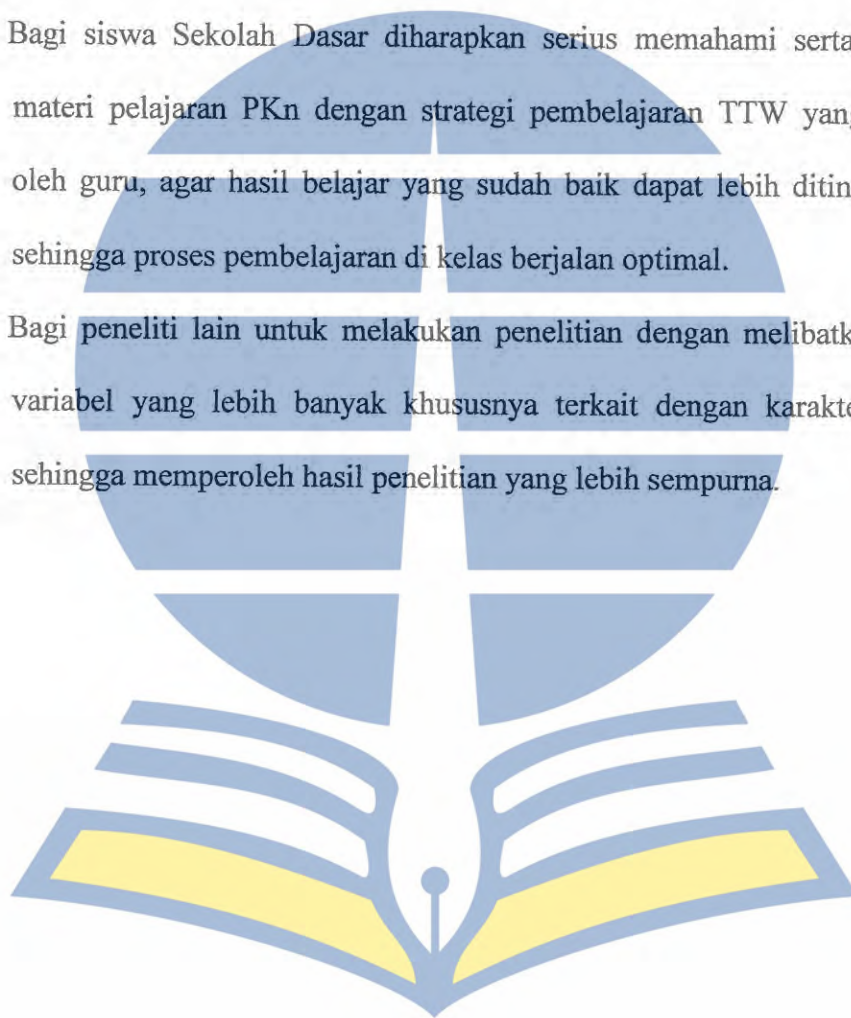 Bagi siswa Sekolah Dasar diharapkan serius memahami serta
materi pelajaran PKn dengan strategi pembelajaran TTW yang
oleh guru, agar hasil belajar yang sudah baik dapat lebih ditin
sehingga proses pembelajaran di kelas berjalan optimal.
Bagi peneliti lain untuk melakukan penelitian dengan melibatk
variabel yang lebih banyak khususnya terkait dengan karakte
sehingga memperoleh hasil penelitian yang lebih sempurna.